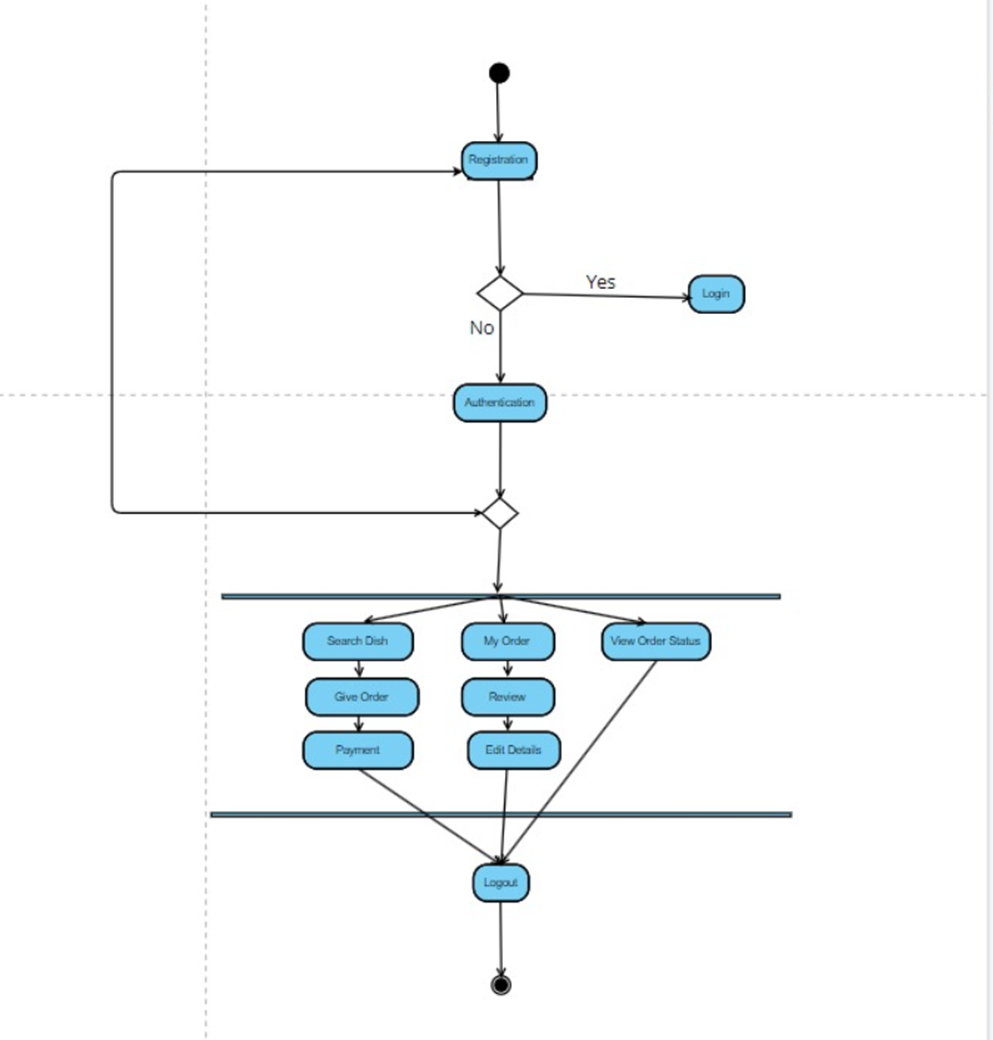 Registration
Yes
Login
No
Authentication
Search Dish
My Order
View Order Status
Give Order
Review
Payment
Edit Details
Logout